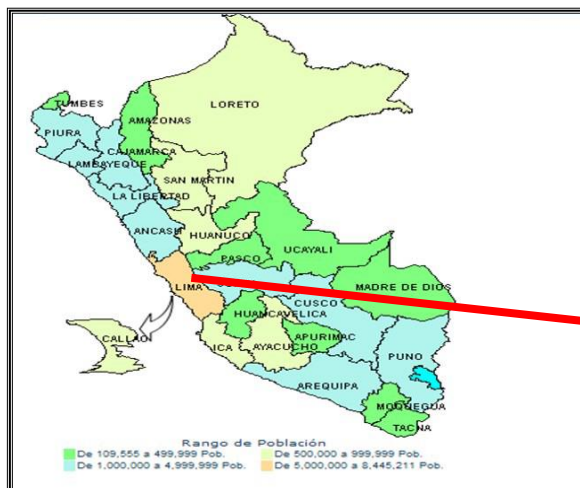 TUMBES
LORETO
AMAZONAS
PIURA
CAJAMARCA
LAMBAYEQUE
SAN MARTIN
LA LIBERTAD
ANCASH
HUANUCO
UCAYALI
PASCO
LIMA
MADRE DE DIOS
CUSCO
HUANCAVELICA
CALLAO
APURIMAC
ICA
AYACUCHO
PUNO
AREQUIPA
MOQUEGUA
TACNA
Rango de Población
De 109,555 a 499,999 Pob.
De 500,000 a 999,999 Pob.
De 1,000,000 a 4,999,999 Pob.
De 5,000,000 a 8,445,211 Pob.